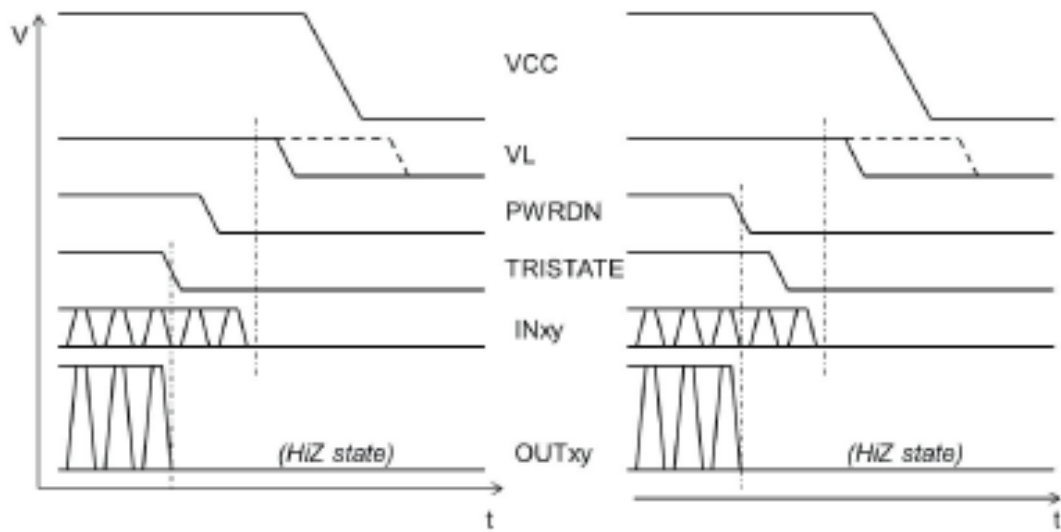 V
VCC
VL
PWRDN
TRISTATE
INxy
(HiZ state)
OUTxy
(HiZ state)
t
t